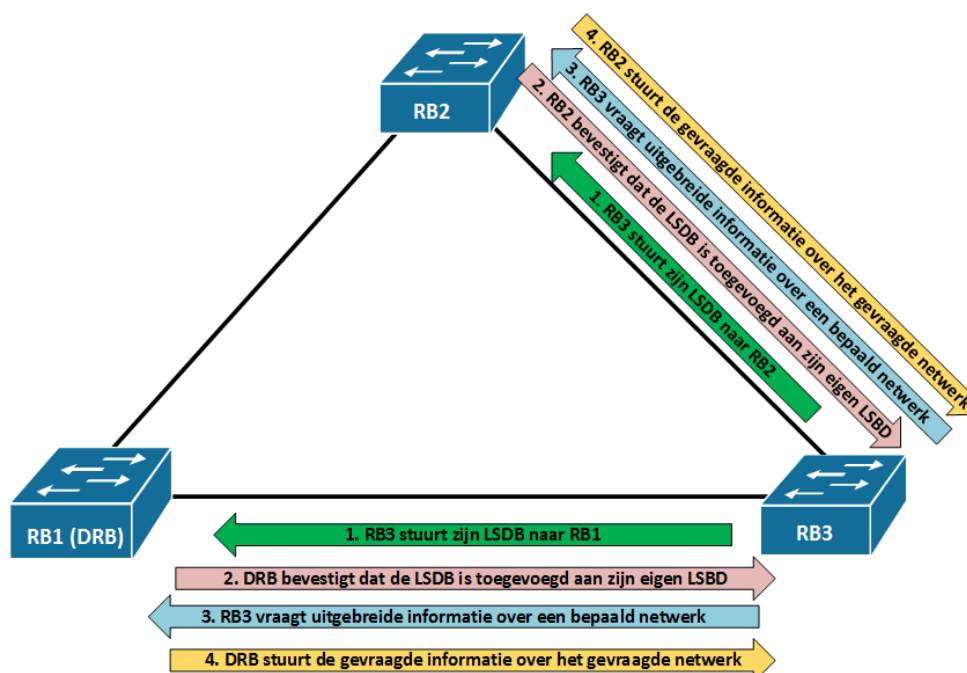 4. RB2 stuurt de gevraagde informatie over het gevraagde netwerk
3. RB3 vraagt uitgebreide informatie over een bepaald netwerk
2. RB2 bevestigt dat de LSDB is toegevoegd aan zijn eigen LSBD
1. RB3 stuurt zijn LSDB naar RB2
RB2
RB1 (DRB)
RB3
1. RB3 stuurt zijn LSDB naar RB1
2. DRB bevestigt dat de LSDB is toegevoegd aan zijn eigen LSBD
3. RB3 vraagt uitgebreide informatie over een bepaald netwerk
4. DRB stuurt de gevraagde informatie over het gevraagde netwerk